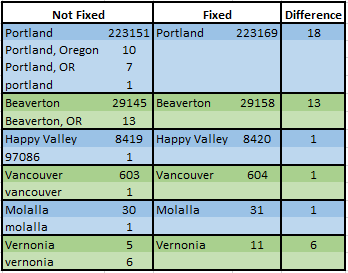 Not Fixed Fixed Difference
Portland 223151 Portland 223169 18
Portland, Oregon 10
Portland, OR 7
portland 1
Beaverton 29145 Beaverton 29158 13
Beaverton, OR 13
Happy Valley 8419 Happy Valley 8420 1
97086 1
Vancouver 603 Vancouver 604 1
vancouver 1
Molalla 30 Molalla 31 1
molalla 1
Vernonia 5 Vernonia 11 6
vernonia 6